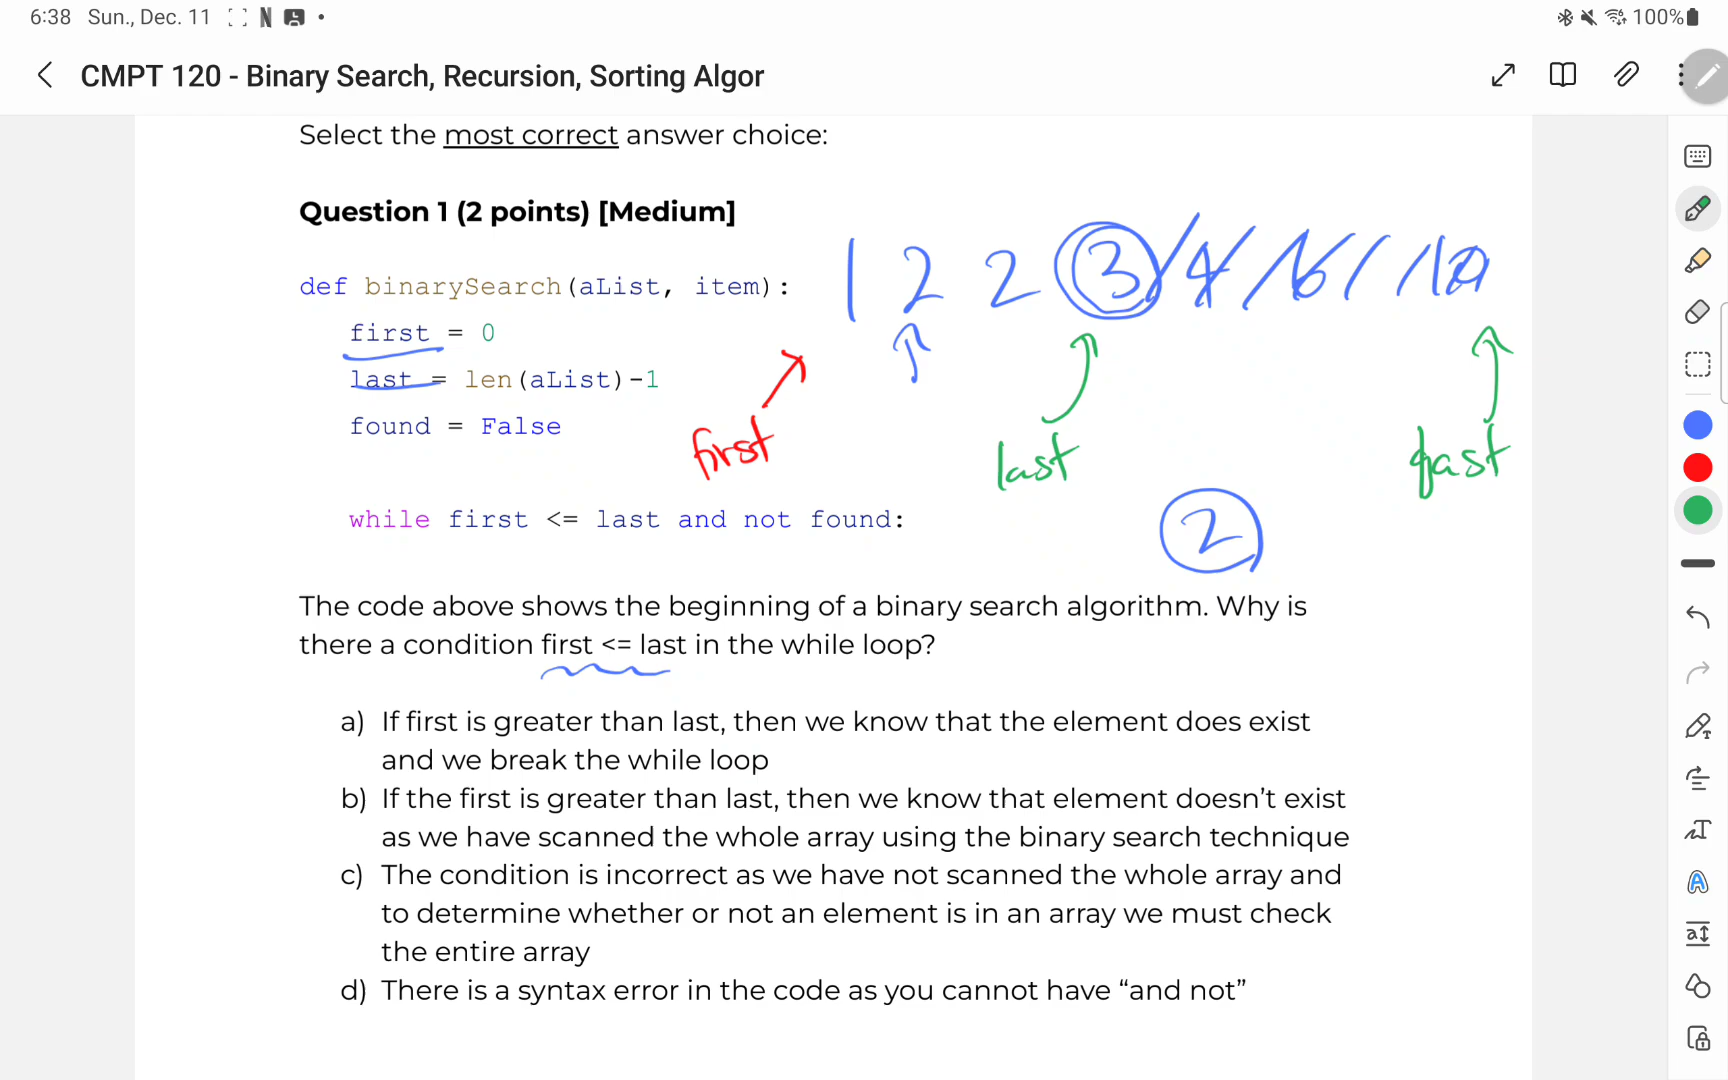 6:38 Sun., Dec. 11 N 100%
CMPT 120 - Binary Search, Recursion, Sorting Algor
Select the most correct answer choice:
Question 1 (2 points) [Medium]
def binarySearch(aList, item):
1 2 2 3 4 6
first = 0
last = len(aList)-1
found = False
first
last
while first <= last and not found:
2
The code above shows the beginning of a binary search algorithm. Why is
there a condition first <= last in the while loop?
a) If first is greater than last, then we know that the element does exist
and we break the while loop
b) If the first is greater than last, then we know that element doesn’t exist
as we have scanned the whole array using the binary search technique
c) The condition is incorrect as we have not scanned the whole array and
to determine whether or not an element is in an array we must check
the entire array
d) There is a syntax error in the code as you cannot have “and not”